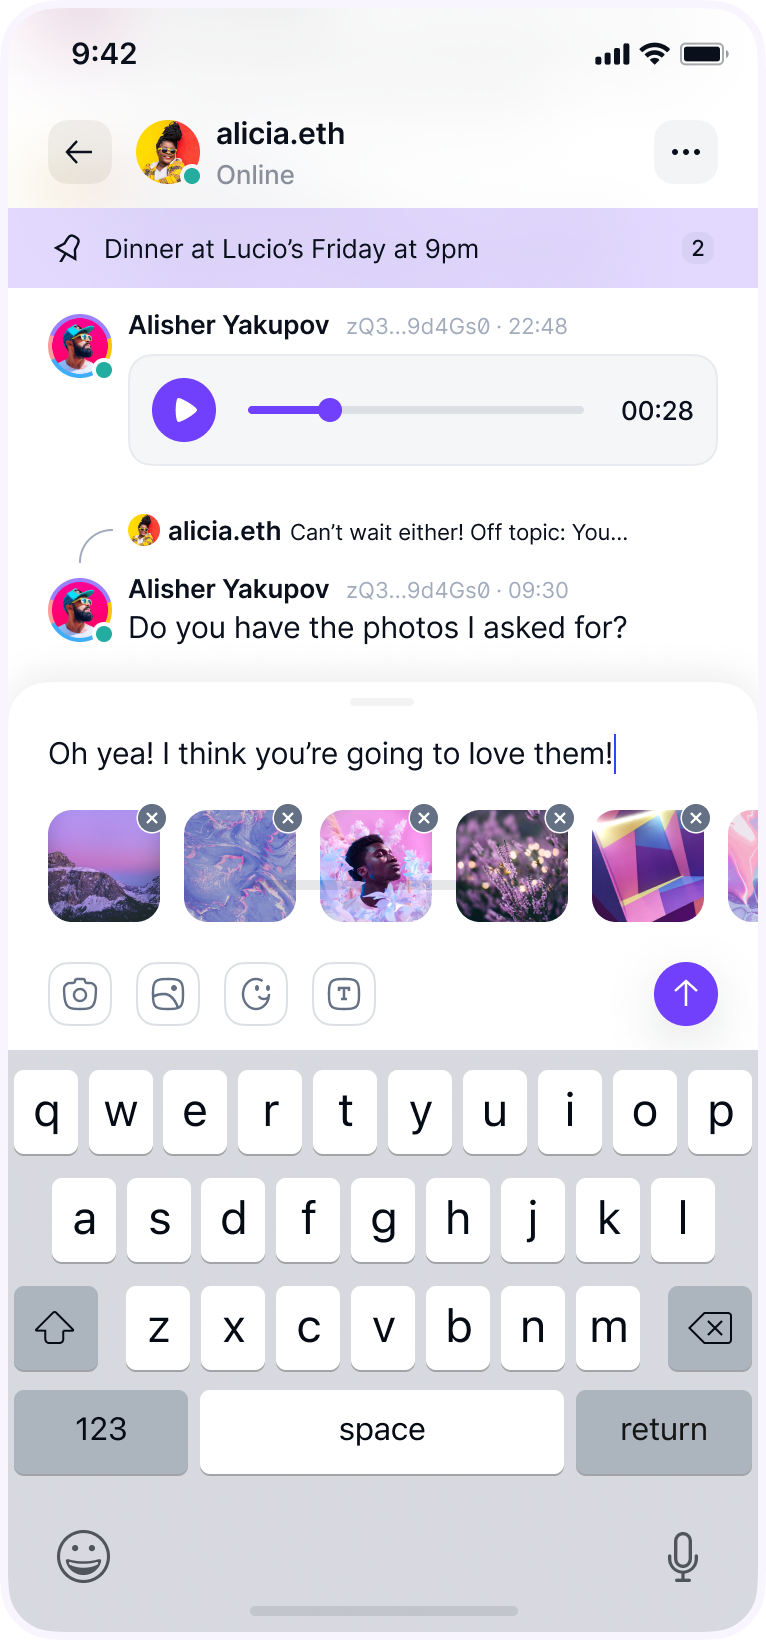 9:42
alicia.eth
Online
Dinner at Lucio’s Friday at 9pm 2
Alisher Yakupov zQ3...9d4Gs0 · 22:48
00:28
alicia.eth Can’t wait either! Off topic: You...
Alisher Yakupov zQ3...9d4Gs0 · 09:30
Do you have the photos I asked for?
Oh yea! I think you’re going to love them!
T
q w e r t y u i o p
a s d f g h j k l
z x c v b n m
123 space return